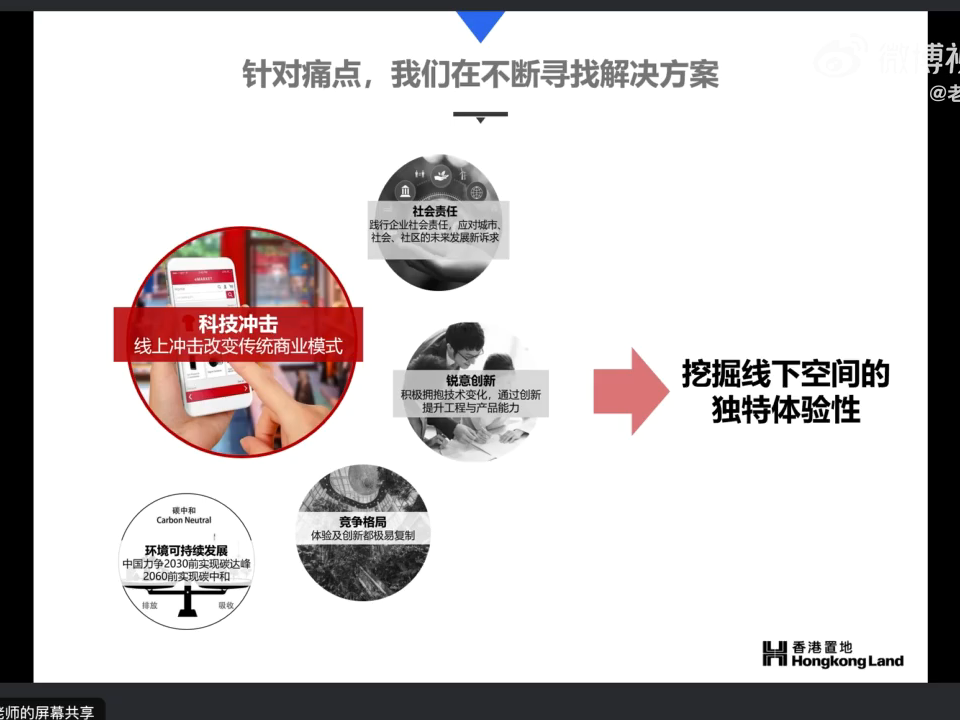 针对痛点，我们在不断寻找解决方案
微博视
@老
社会责任
践行企业社会责任，应对城市、
社会、社区的未来发展新诉求
科技冲击
线上冲击改变传统商业模式
锐意创新
积极拥抱技术变化，通过创新
提升工程与产品能力
挖掘线下空间的
独特体验性
竞争格局
体验及创新都极易复制
碳中和
Carbon Neutral
环境可持续发展
中国力争2030前实现碳达峰
2060前实现碳中和
排放
吸收
香港置地
Hongkong Land
老师的屏幕共享